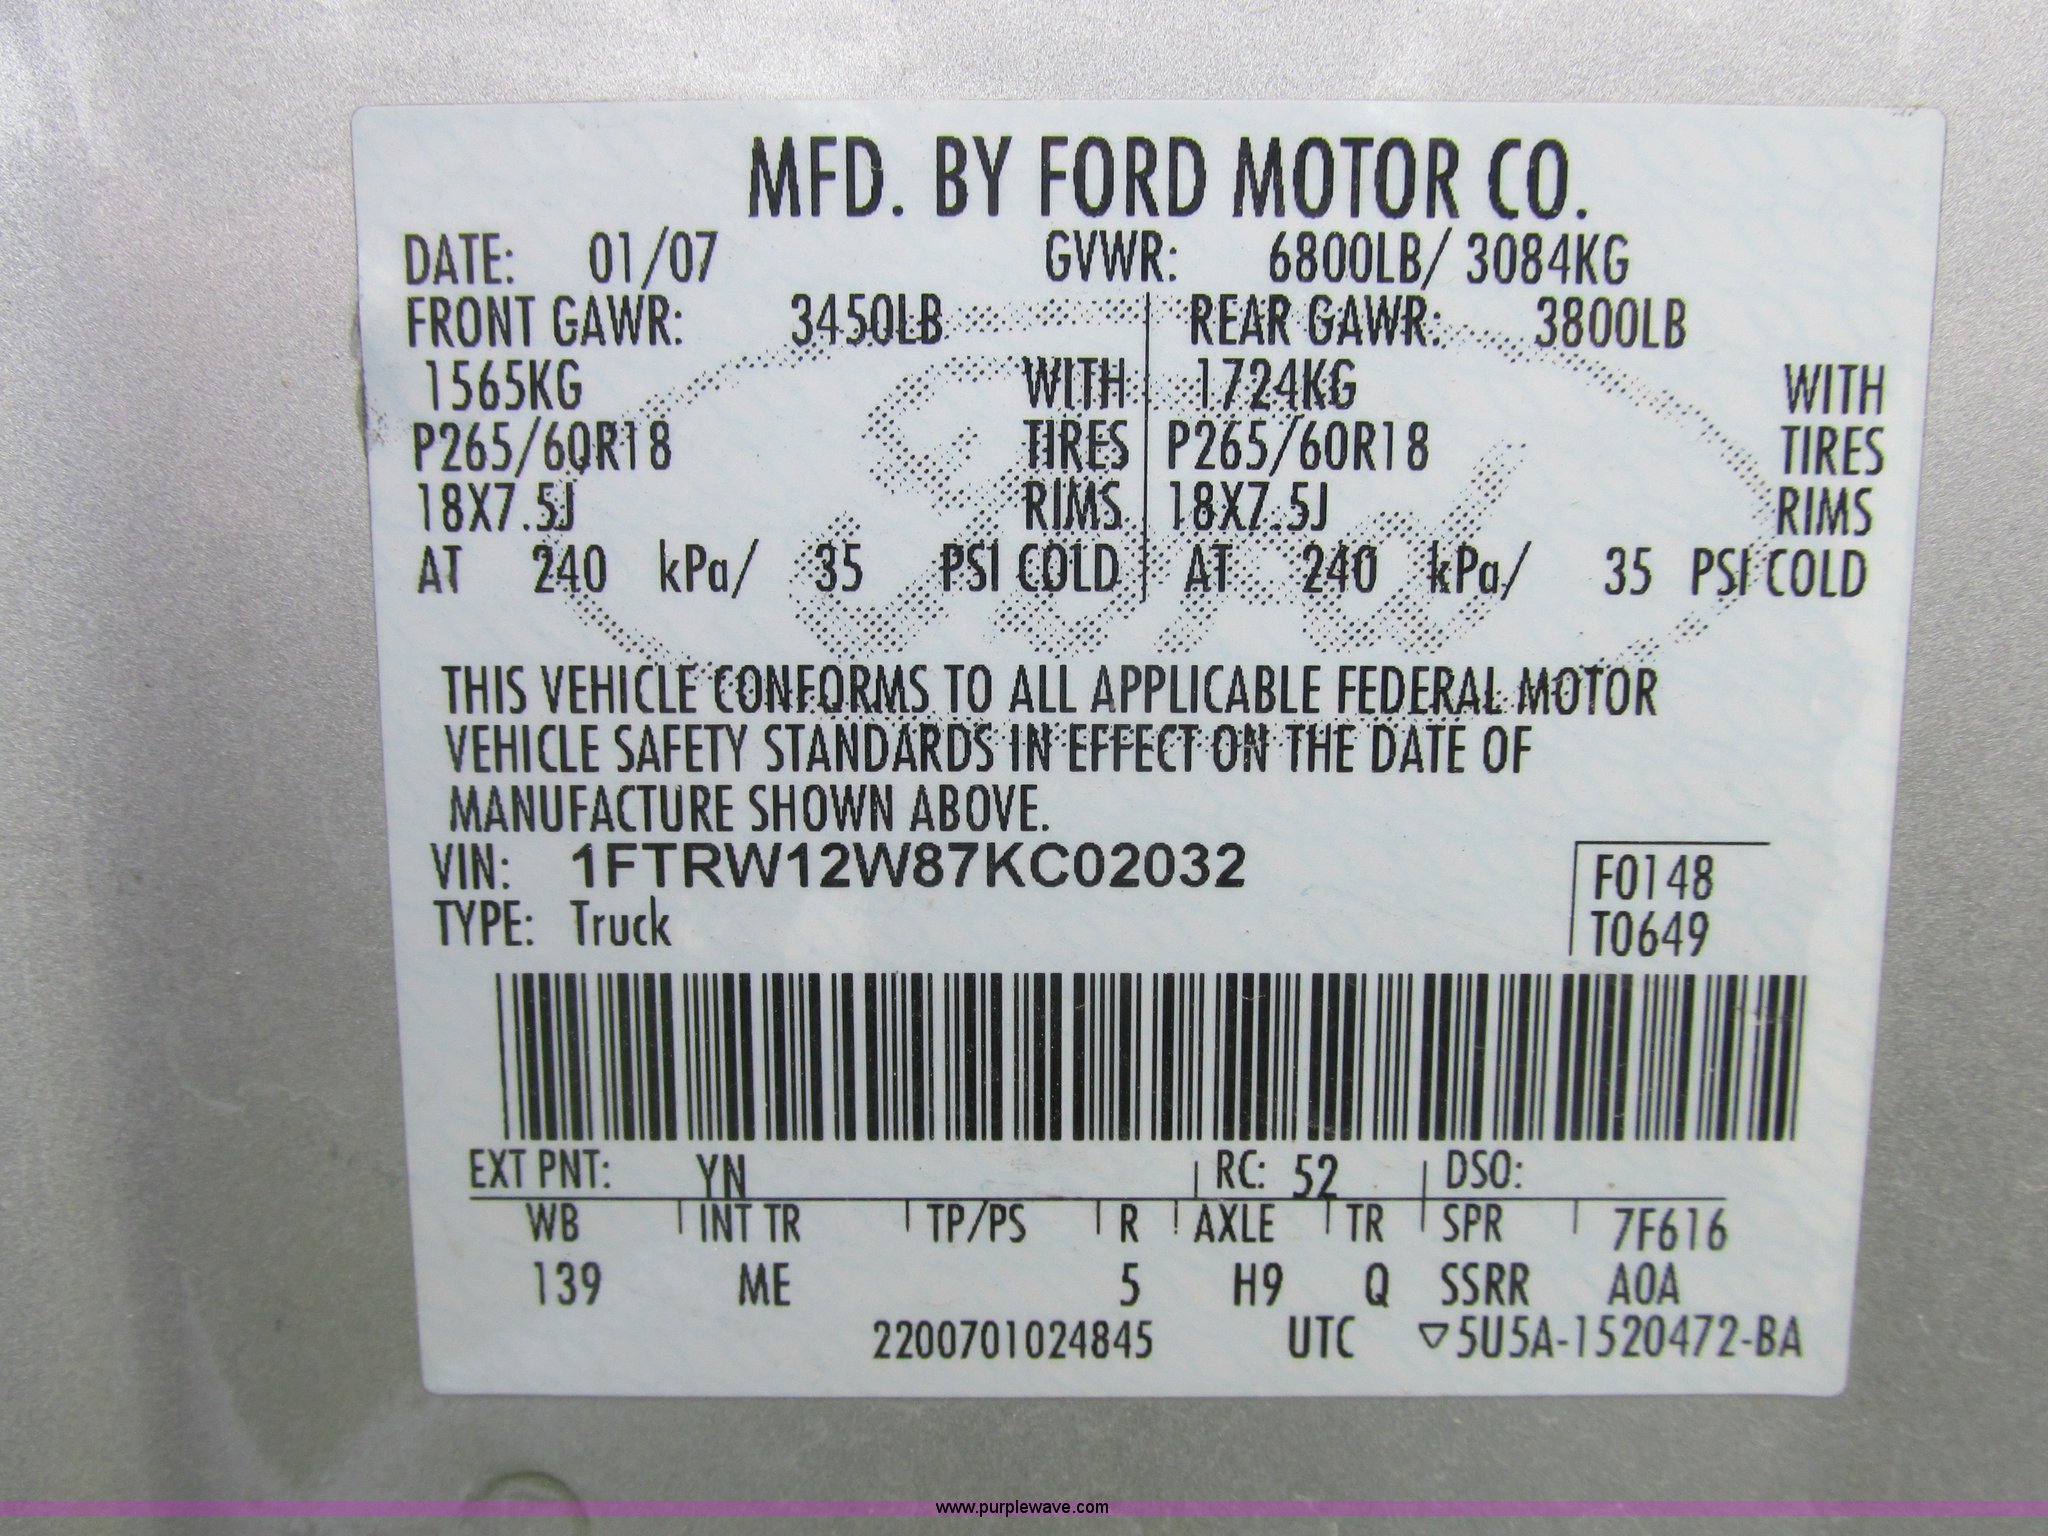 MFD. BY FORD MOTOR CO.
DATE: 01/07 GVWR: 6800LB/ 3084KG
FRONT GAWR: 3450LB REAR GAWR: 3800LB
1565KG WITH 1724KG WITH
P265/60R18 TIRES P265/60R18 TIRES
18X7.5J RIMS 18X7.5J RIMS
AT 240 kPa/ 35 PSI COLD AT 240 kPa/ 35 PSI COLD
THIS VEHICLE CONFORMS TO ALL APPLICABLE FEDERAL MOTOR
VEHICLE SAFETY STANDARDS IN EFFECT ON THE DATE OF
MANUFACTURE SHOWN ABOVE.
VIN: 1FTRW12W87KC02032 F0148
TYPE: Truck T0649
EXT PNT: YN RC: 52 DSO:
WB INT TR TP/PS R AXLE TR SPR 7F616
139 ME 5 H9 Q SSRR A0A
2200701024845 UTC ▽5U5A-1520472-BA
www.purplewave.com